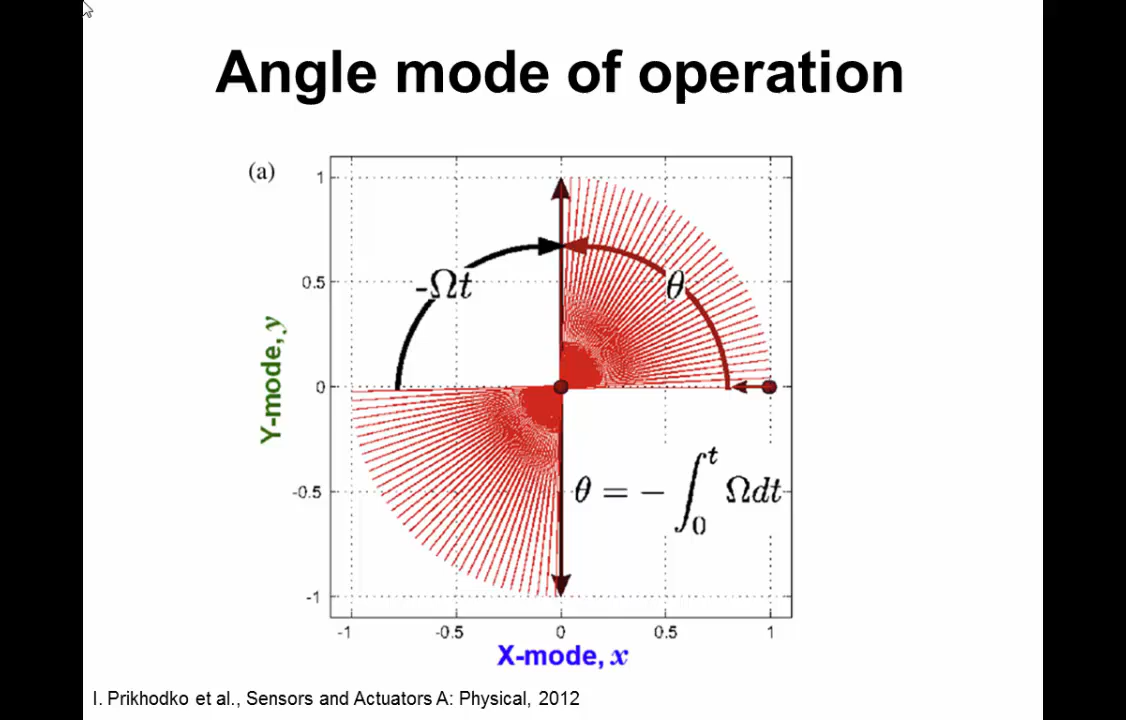 Angle mode of operation
(a)
1
0.5
0
-0.5
-1
Y-mode, y
-Ωt
θ
θ = − ∫₀ᵗ Ωdt
-1 -0.5 0 0.5 1
X-mode, x
I. Prikhodko et al., Sensors and Actuators A: Physical, 2012